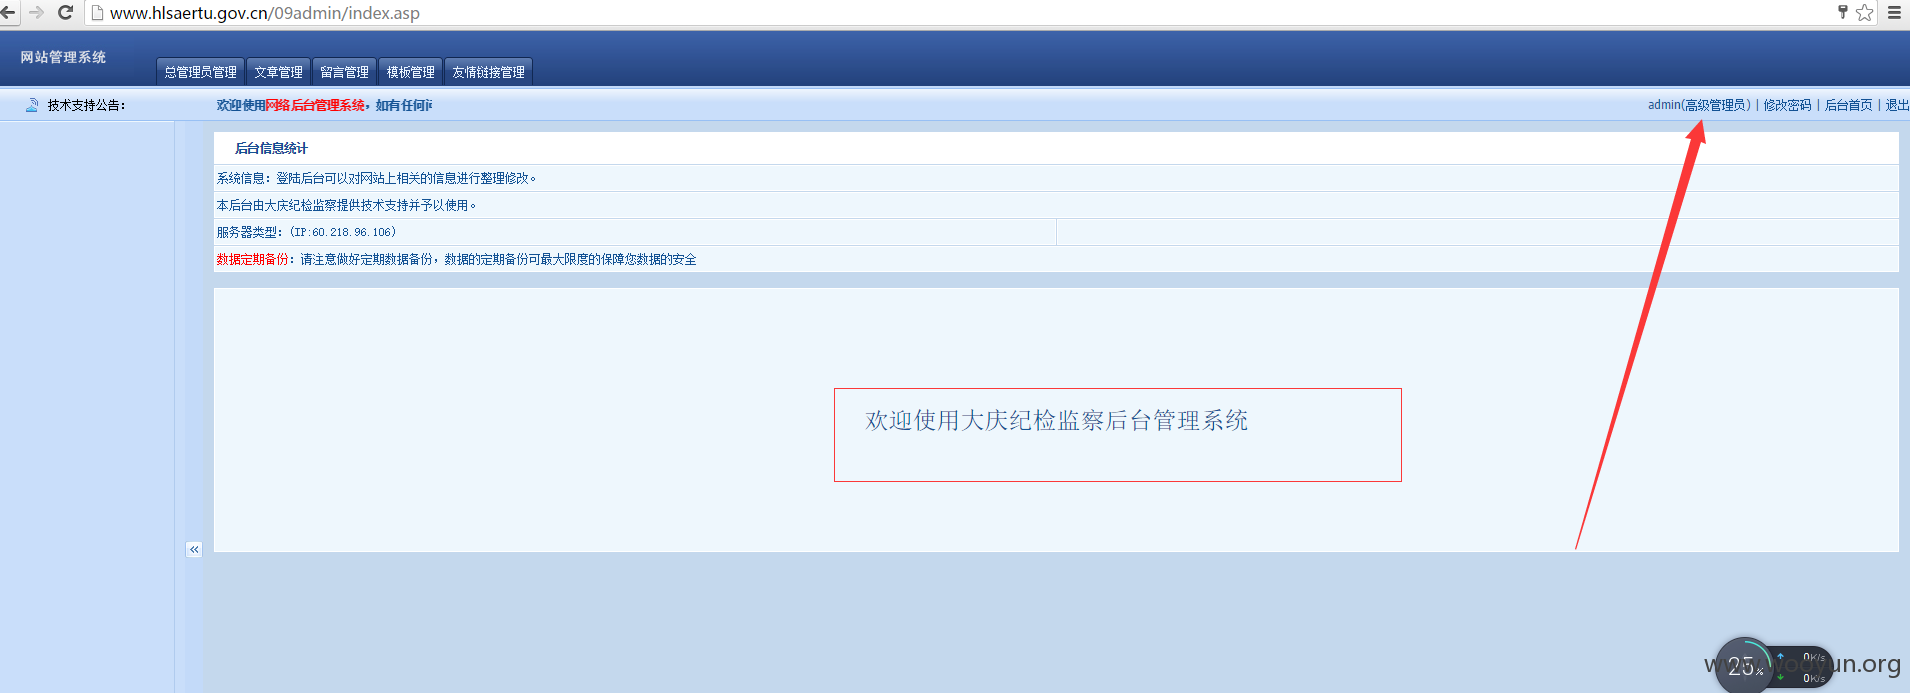 www.hlsaertu.gov.cn/09admin/index.asp
网站管理系统
总管理员管理 文章管理 留言管理 模板管理 友情链接管理
技术支持公告： 欢迎使用网络后台管理系统，如有任何 admin(高级管理员) | 修改密码 | 后台首页 | 退出
后台信息统计
系统信息：登陆后台可以对网站上相关的信息进行整理修改。
本后台由大庆纪检监察提供技术支持并予以使用。
服务器类型：(IP:60.218.96.106)
数据定期备份：请注意做好定期数据备份，数据的定期备份可最大限度的保障您数据的安全
欢迎使用大庆纪检监察后台管理系统
25% 0K/s
0K/s
www.wooyun.org